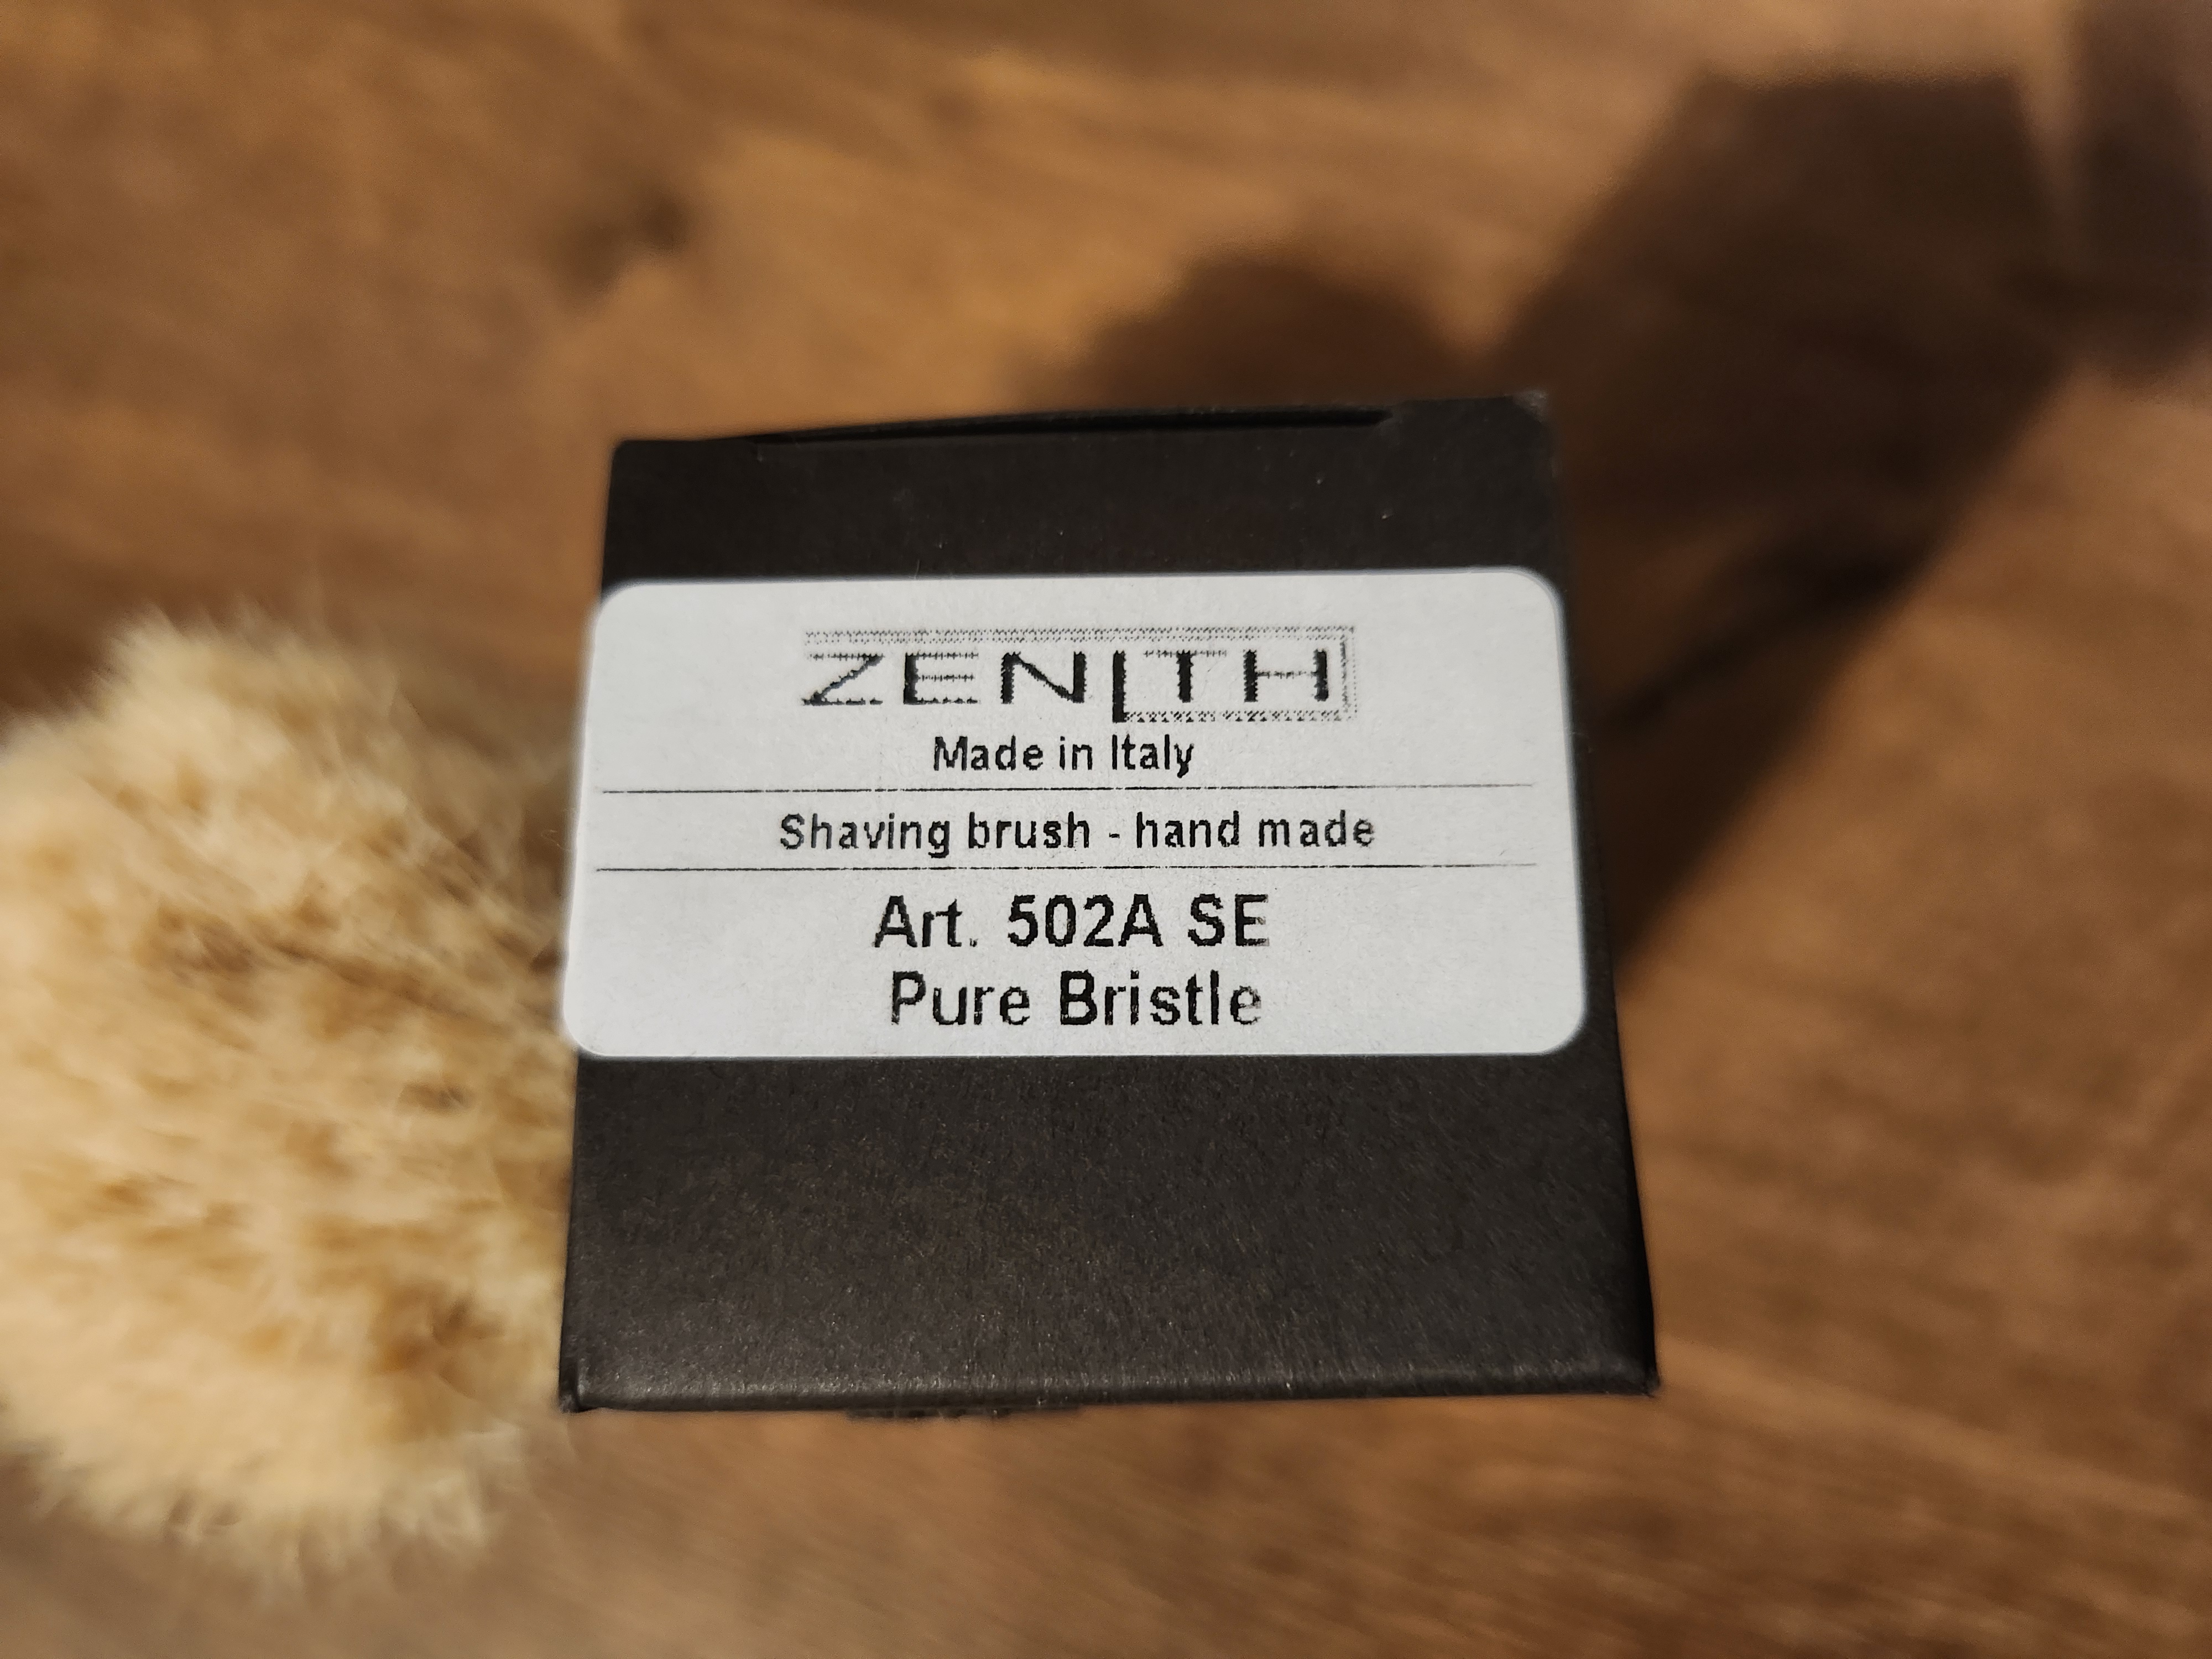 ZENITH
Made in Italy
Shaving brush - hand made
Art. 502A SE
Pure Bristle